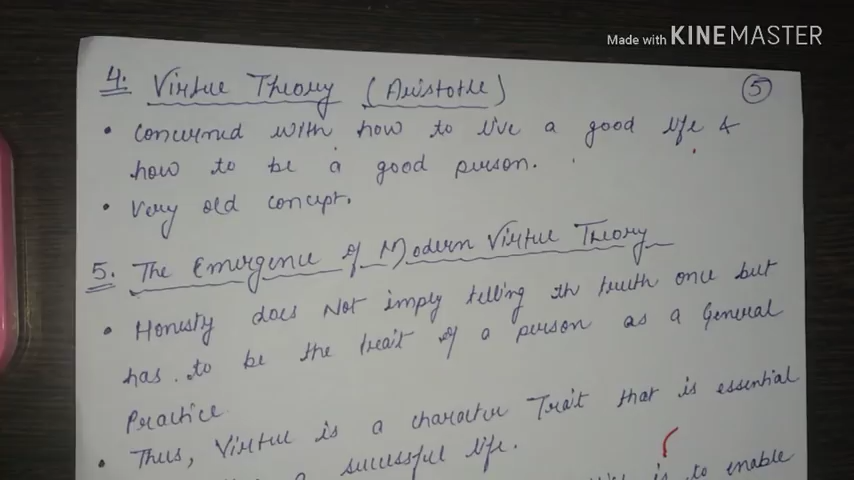 Made with KINEMASTER
4. Virtue Theory (Aristotle)
5
• Concerned with how to live a good life &
how to be a good person.
• Very old concept.
5. The Emergence of Modern Virtue Theory
• Honesty does Not imply telling th truth once but
has to be the trait of a person as a General
Practice
• Thus, Virtue is a character Trait that is essential
a successful life.
is to enable